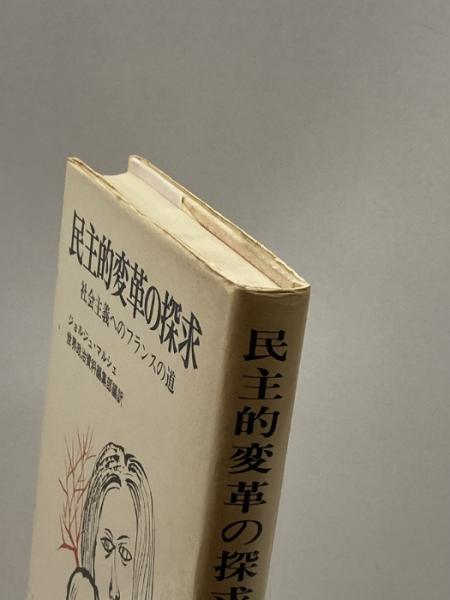 民主的変革の探求
社会主義へのフランスの道
ジョルジュ・マルシェ
世界政治資料編集部編訳
民主的変革の探求